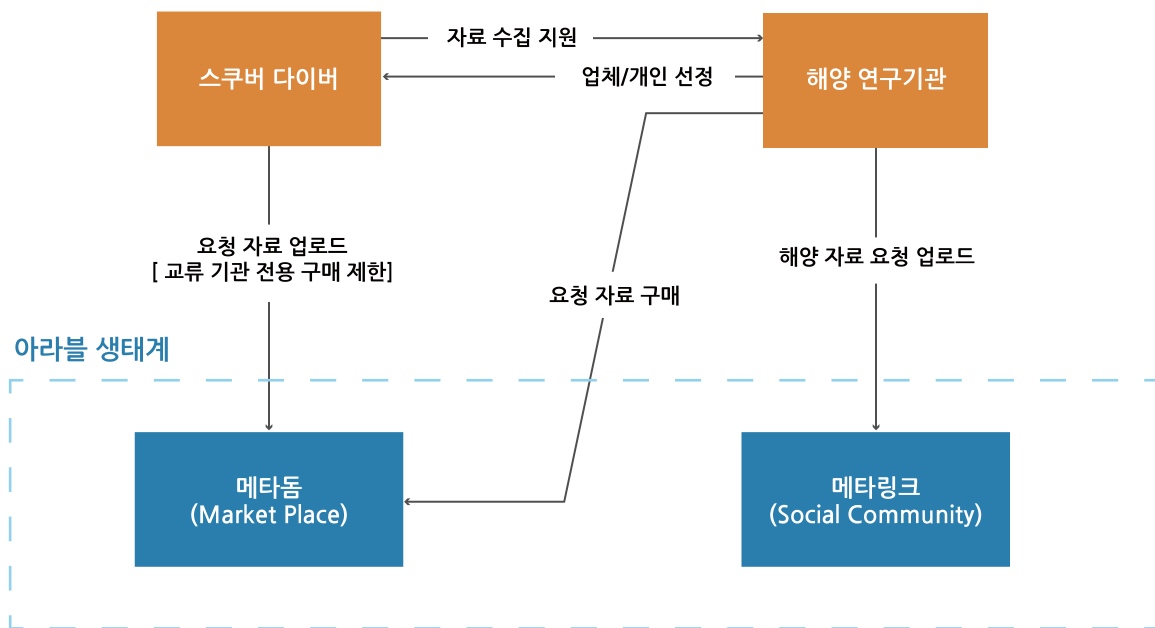 자료 수집 지원
스쿠버 다이버
업체/개인 선정
해양 연구기관
요청 자료 업로드
[ 교류 기관 전용 구매 제한]
해양 자료 요청 업로드
요청 자료 구매
아라블 생태계
메타돔
(Market Place)
메타링크
(Social Community)